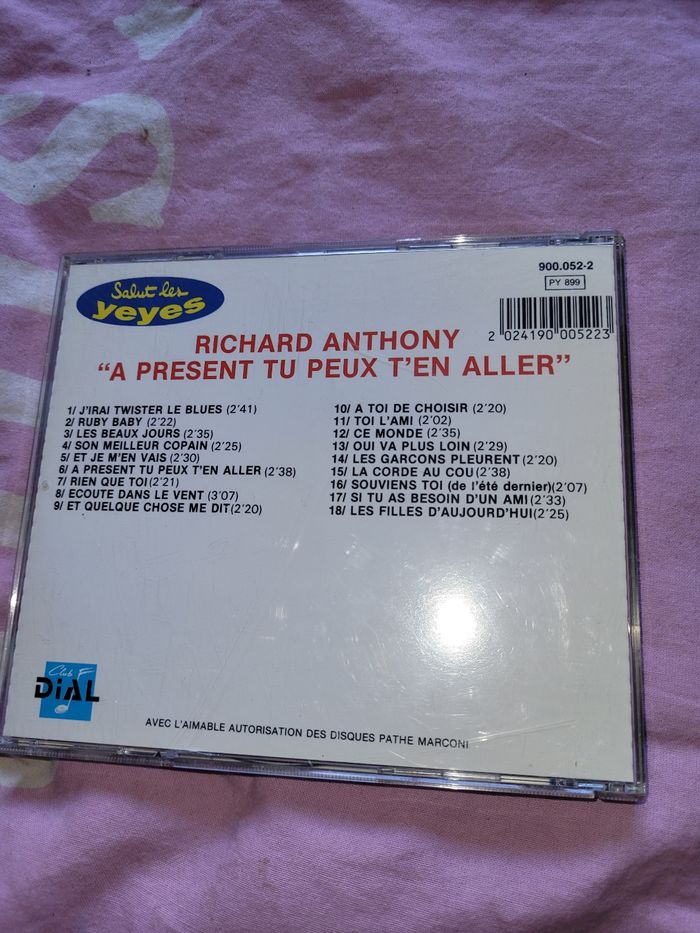 Salut les
yeyes
900.052-2
PY 899
2 024190 005223
RICHARD ANTHONY
"A PRESENT TU PEUX T'EN ALLER"
1/ J'IRAI TWISTER LE BLUES (2'41)
2/ RUBY BABY (2'22)
3/ LES BEAUX JOURS (2'35)
4/ SON MEILLEUR COPAIN (2'25)
5/ ET JE M'EN VAIS (2'30)
6/ A PRESENT TU PEUX T'EN ALLER (2'38)
7/ RIEN QUE TOI (2'21)
8/ ECOUTE DANS LE VENT (3'07)
9/ ET QUELQUE CHOSE ME DIT (2'20)
10/ A TOI DE CHOISIR (2'20)
11/ TOI L'AMI (2'02)
12/ CE MONDE (2'35)
13/ OUI VA PLUS LOIN (2'29)
14/ LES GARCONS PLEURENT (2'20)
15/ LA CORDE AU COU (2'38)
16/ SOUVIENS TOI (de l'été dernier) (2'07)
17/ SI TU AS BESOIN D'UN AMI (2'33)
18/ LES FILLES D'AUJOURD'HUI (2'25)
Club F
DiAL
AVEC L'AIMABLE AUTORISATION DES DISQUES PATHE MARCONI